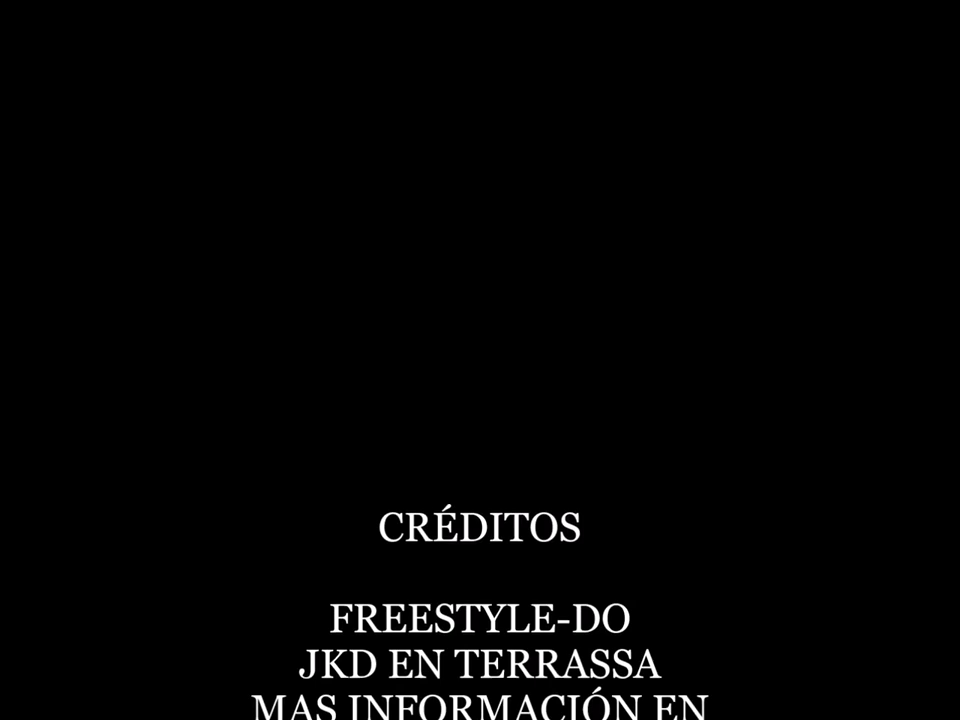 CRÉDITOS
FREESTYLE-DO
JKD EN TERRASSA
MAS INFORMACIÓN EN